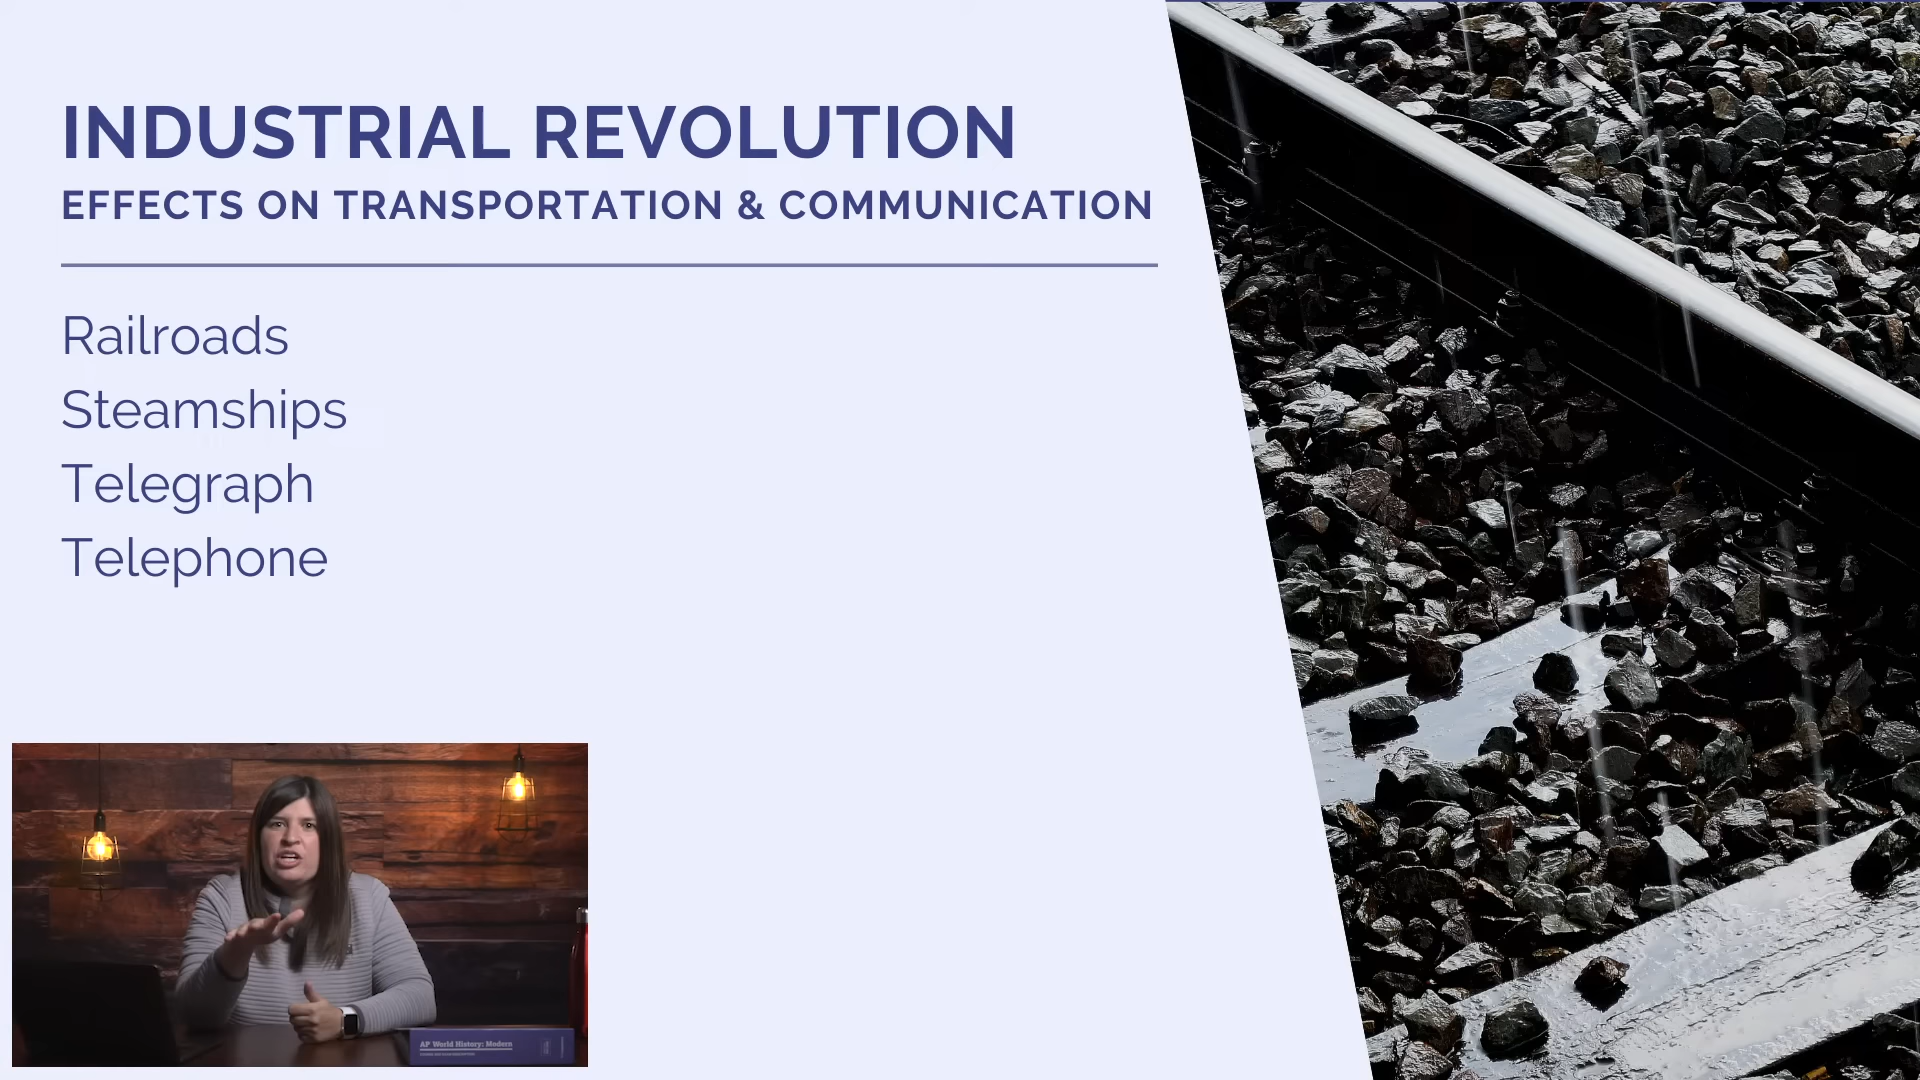 INDUSTRIAL REVOLUTION
EFFECTS ON TRANSPORTATION & COMMUNICATION
Railroads
Steamships
Telegraph
Telephone
AP World History: Modern